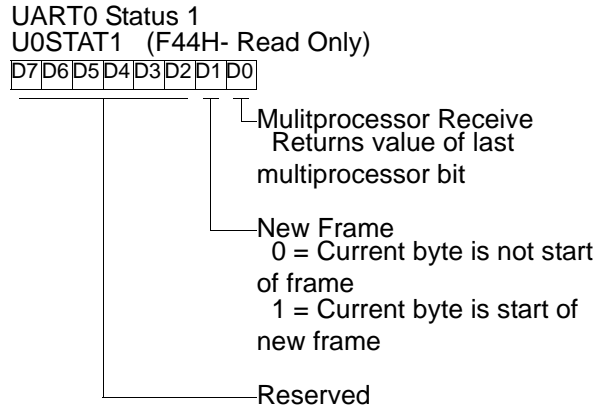 UART0 Status 1
U0STAT1 (F44H- Read Only)
D7 D6 D5 D4 D3 D2 D1 D0
Mulitprocessor Receive
Returns value of last
multiprocessor bit
New Frame
0 = Current byte is not start
of frame
1 = Current byte is start of
new frame
Reserved